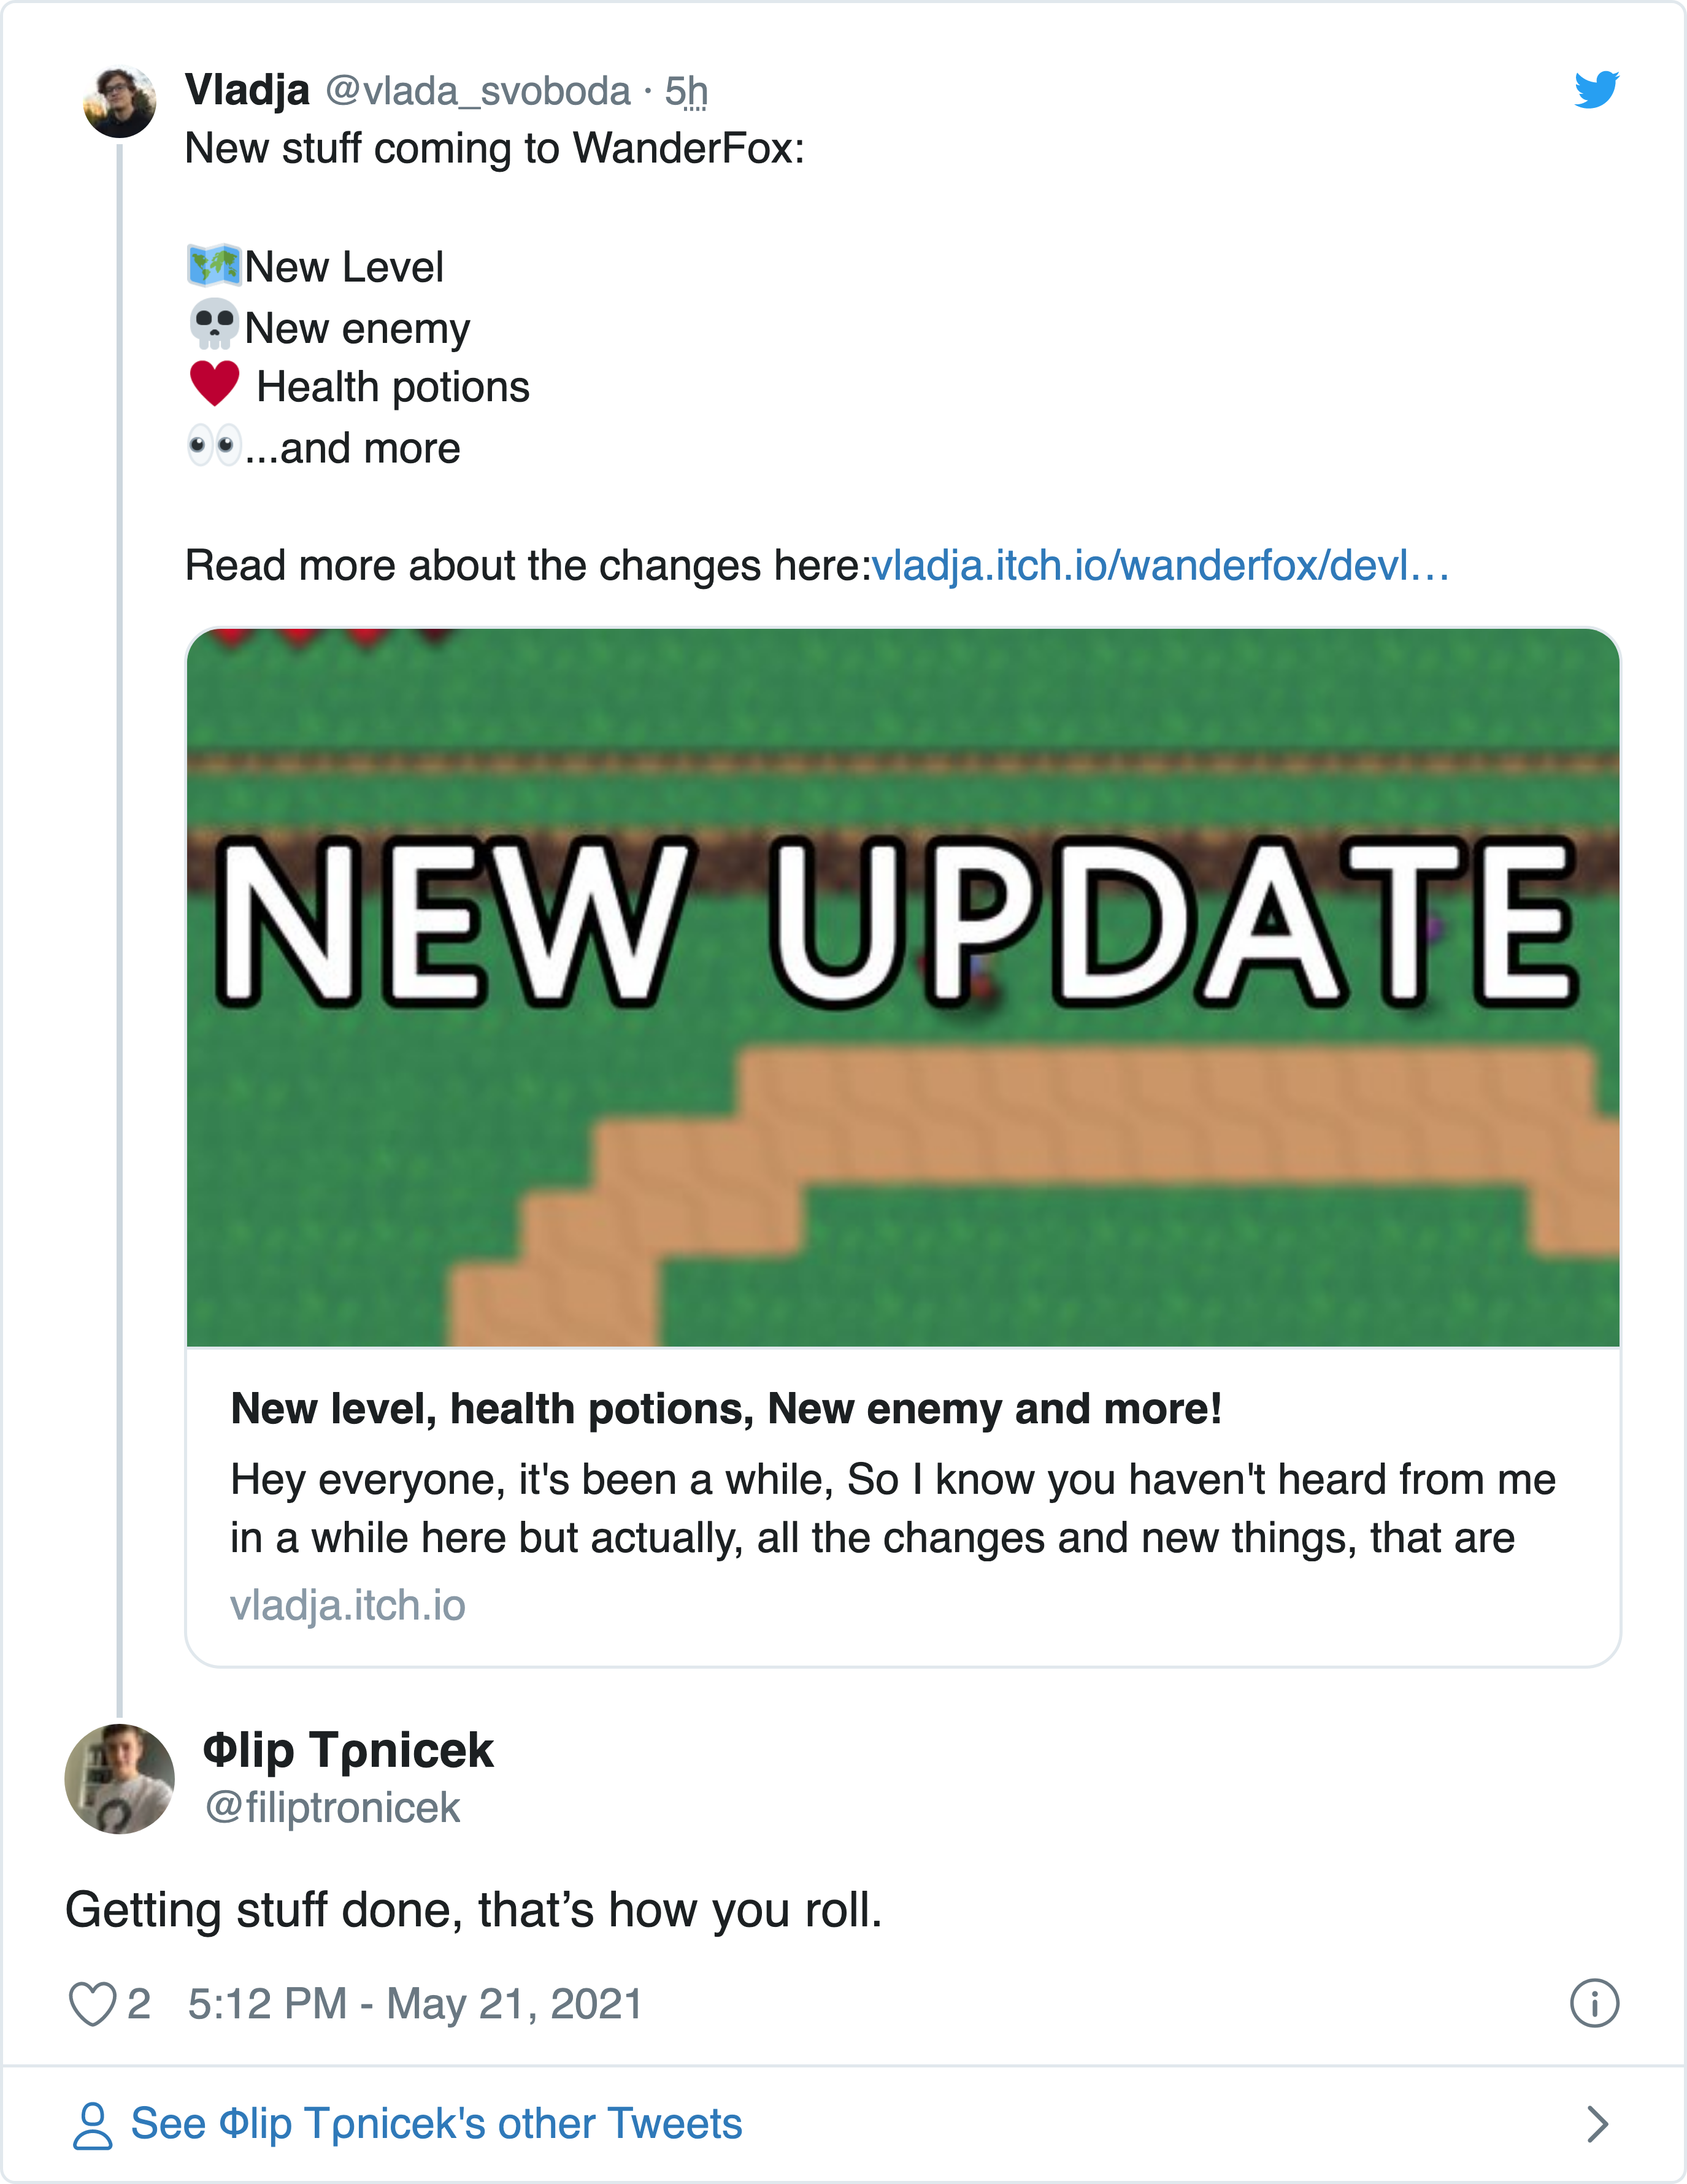 Vladja @vlada_svoboda · 5h
New stuff coming to WanderFox:
🗺️New Level
💀New enemy
❤️ Health potions
👀...and more
Read more about the changes here:vladja.itch.io/wanderfox/devl…
NEW UPDATE
New level, health potions, New enemy and more!
Hey everyone, it's been a while, So I know you haven't heard from me
in a while here but actually, all the changes and new things, that are
vladja.itch.io
Φlip Tρnicek
@filiptronicek
Getting stuff done, that’s how you roll.
2 5:12 PM - May 21, 2021
See Φlip Tρnicek's other Tweets